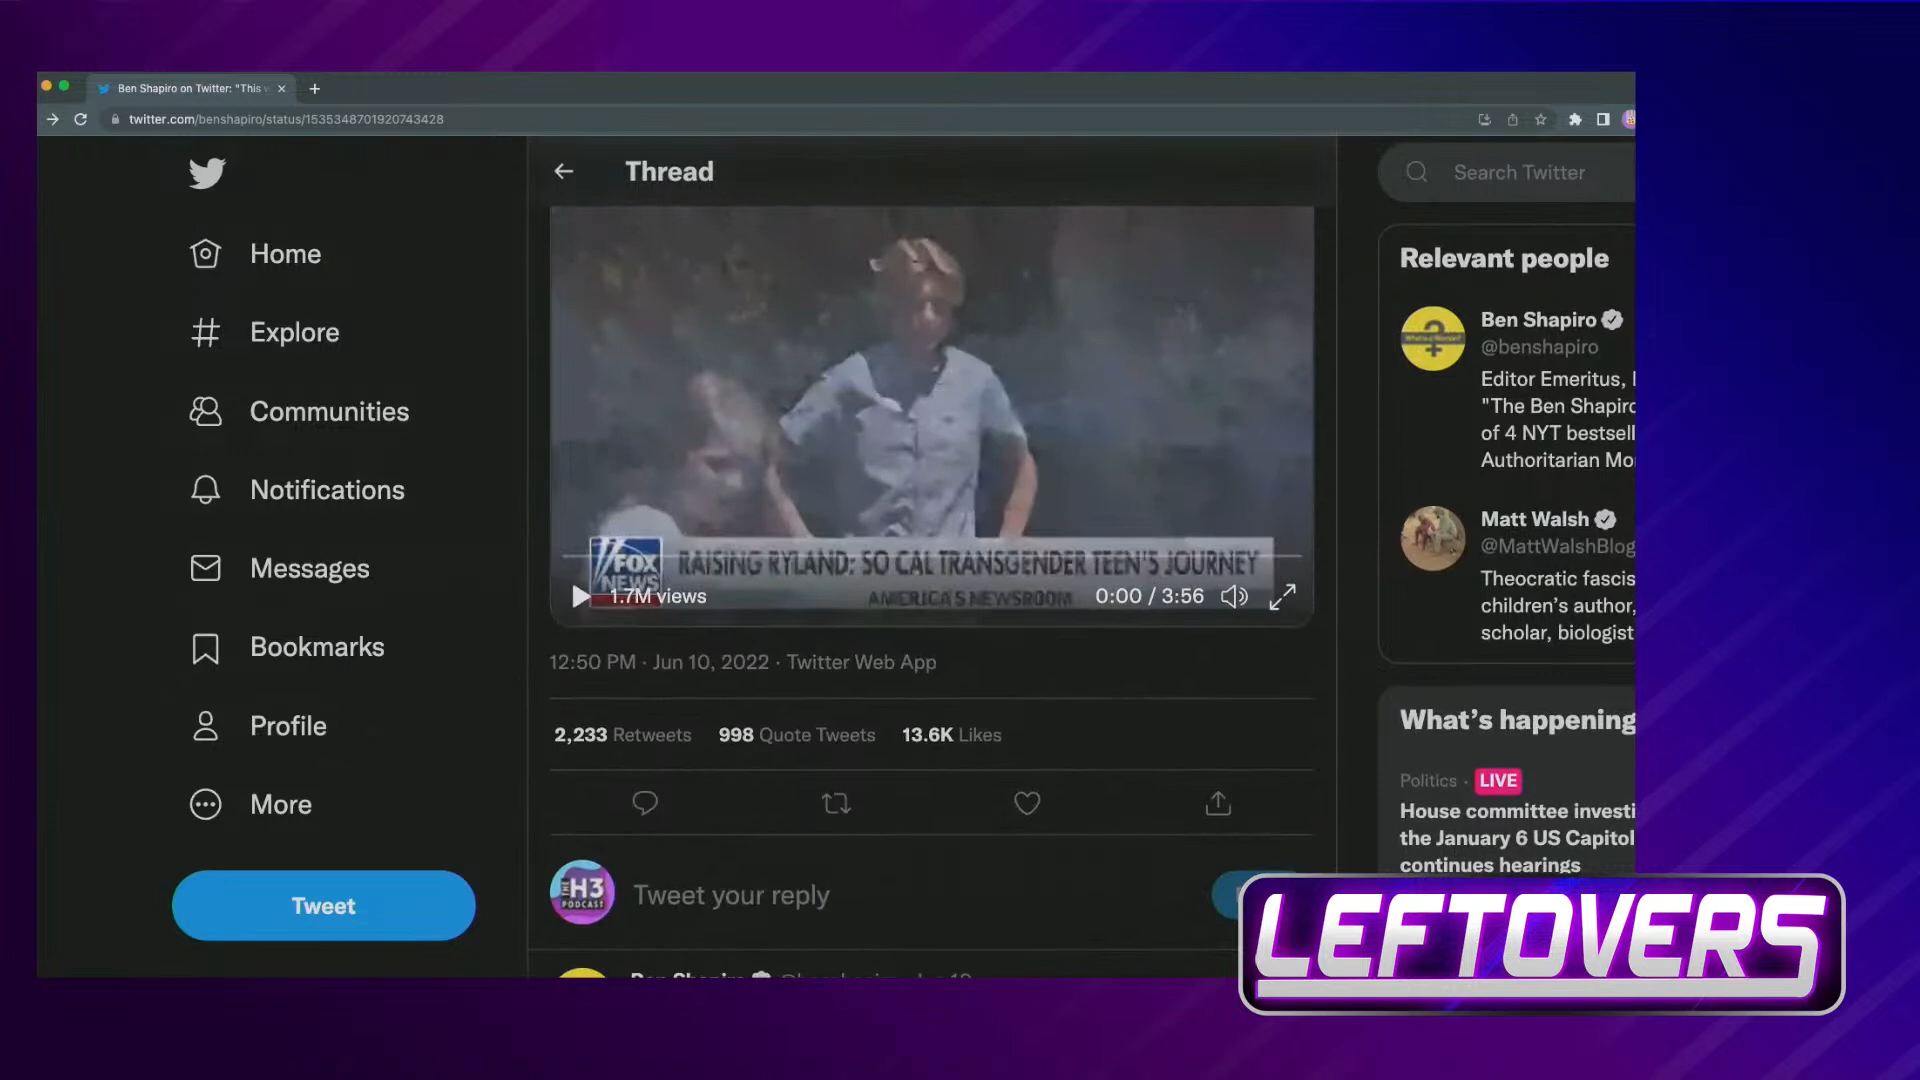 Ben Shapiro on Twitter: "This
twitter.com/benshapiro/status/1535348701920743428
Thread
Search Twitter
Home
Explore
Communities
Notifications
Messages
Bookmarks
Profile
More
Tweet
FOX
NEWS
RAISING RYLAND: SO CAL TRANSGENDER TEEN'S JOURNEY
AMERICA'S NEWSROOM
1.7M views
0:00 / 3:56
12:50 PM · Jun 10, 2022 · Twitter Web App
2,233 Retweets 998 Quote Tweets 13.6K Likes
THE
H3
PODCAST
Tweet your reply
Relevant people
Ben Shapiro
@benshapiro
Editor Emeritus,
"The Ben Shapiro
of 4 NYT bestsell
Authoritarian Mo
Matt Walsh
@MattWalshBlog
Theocratic fascis
children's author,
scholar, biologist
What's happening
Politics · LIVE
House committee investi
the January 6 US Capitol
continues hearings
LEFTOVERS